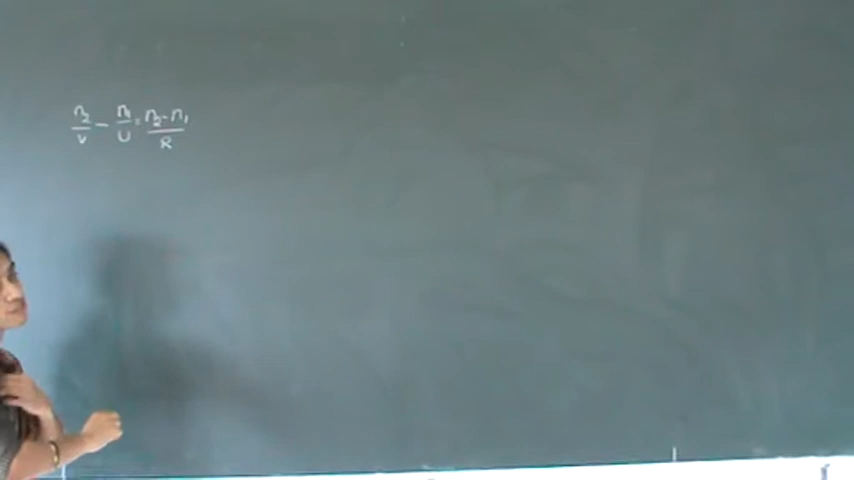 n₂/v - n₁/u = n₂-n₁/R